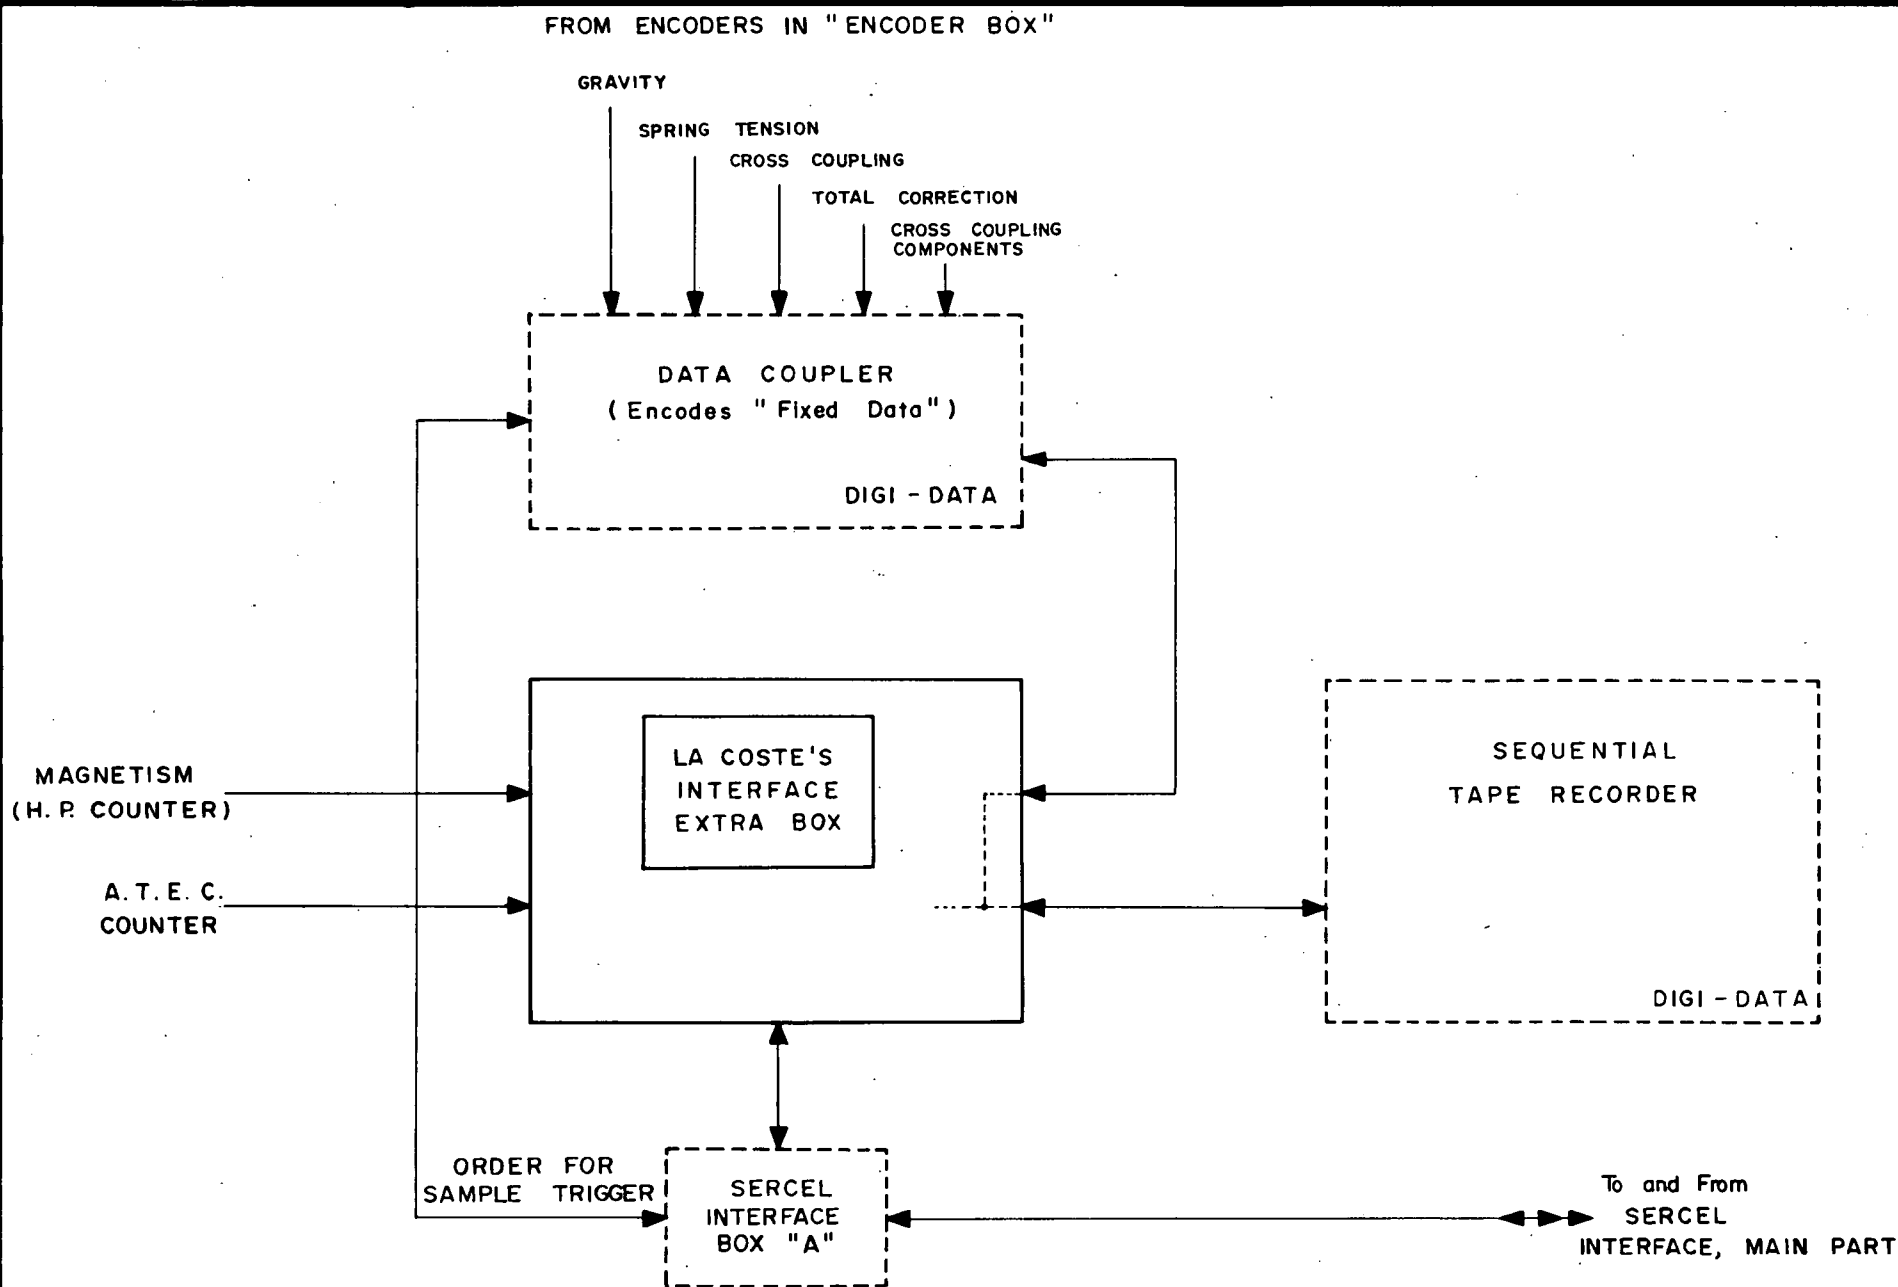 FROM ENCODERS IN "ENCODER BOX"
GRAVITY
SPRING TENSION
CROSS COUPLING
TOTAL CORRECTION
CROSS COUPLING
COMPONENTS
DATA COUPLER
(Encodes "Fixed Data")
DIGI-DATA
MAGNETISM
(H.P. COUNTER)
A.T.E.C.
COUNTER
LA COSTE'S
INTERFACE
EXTRA BOX
SEQUENTIAL
TAPE RECORDER
DIGI-DATA
ORDER FOR
SAMPLE TRIGGER
SERCEL
INTERFACE
BOX "A"
To and From
SERCEL
INTERFACE, MAIN PART